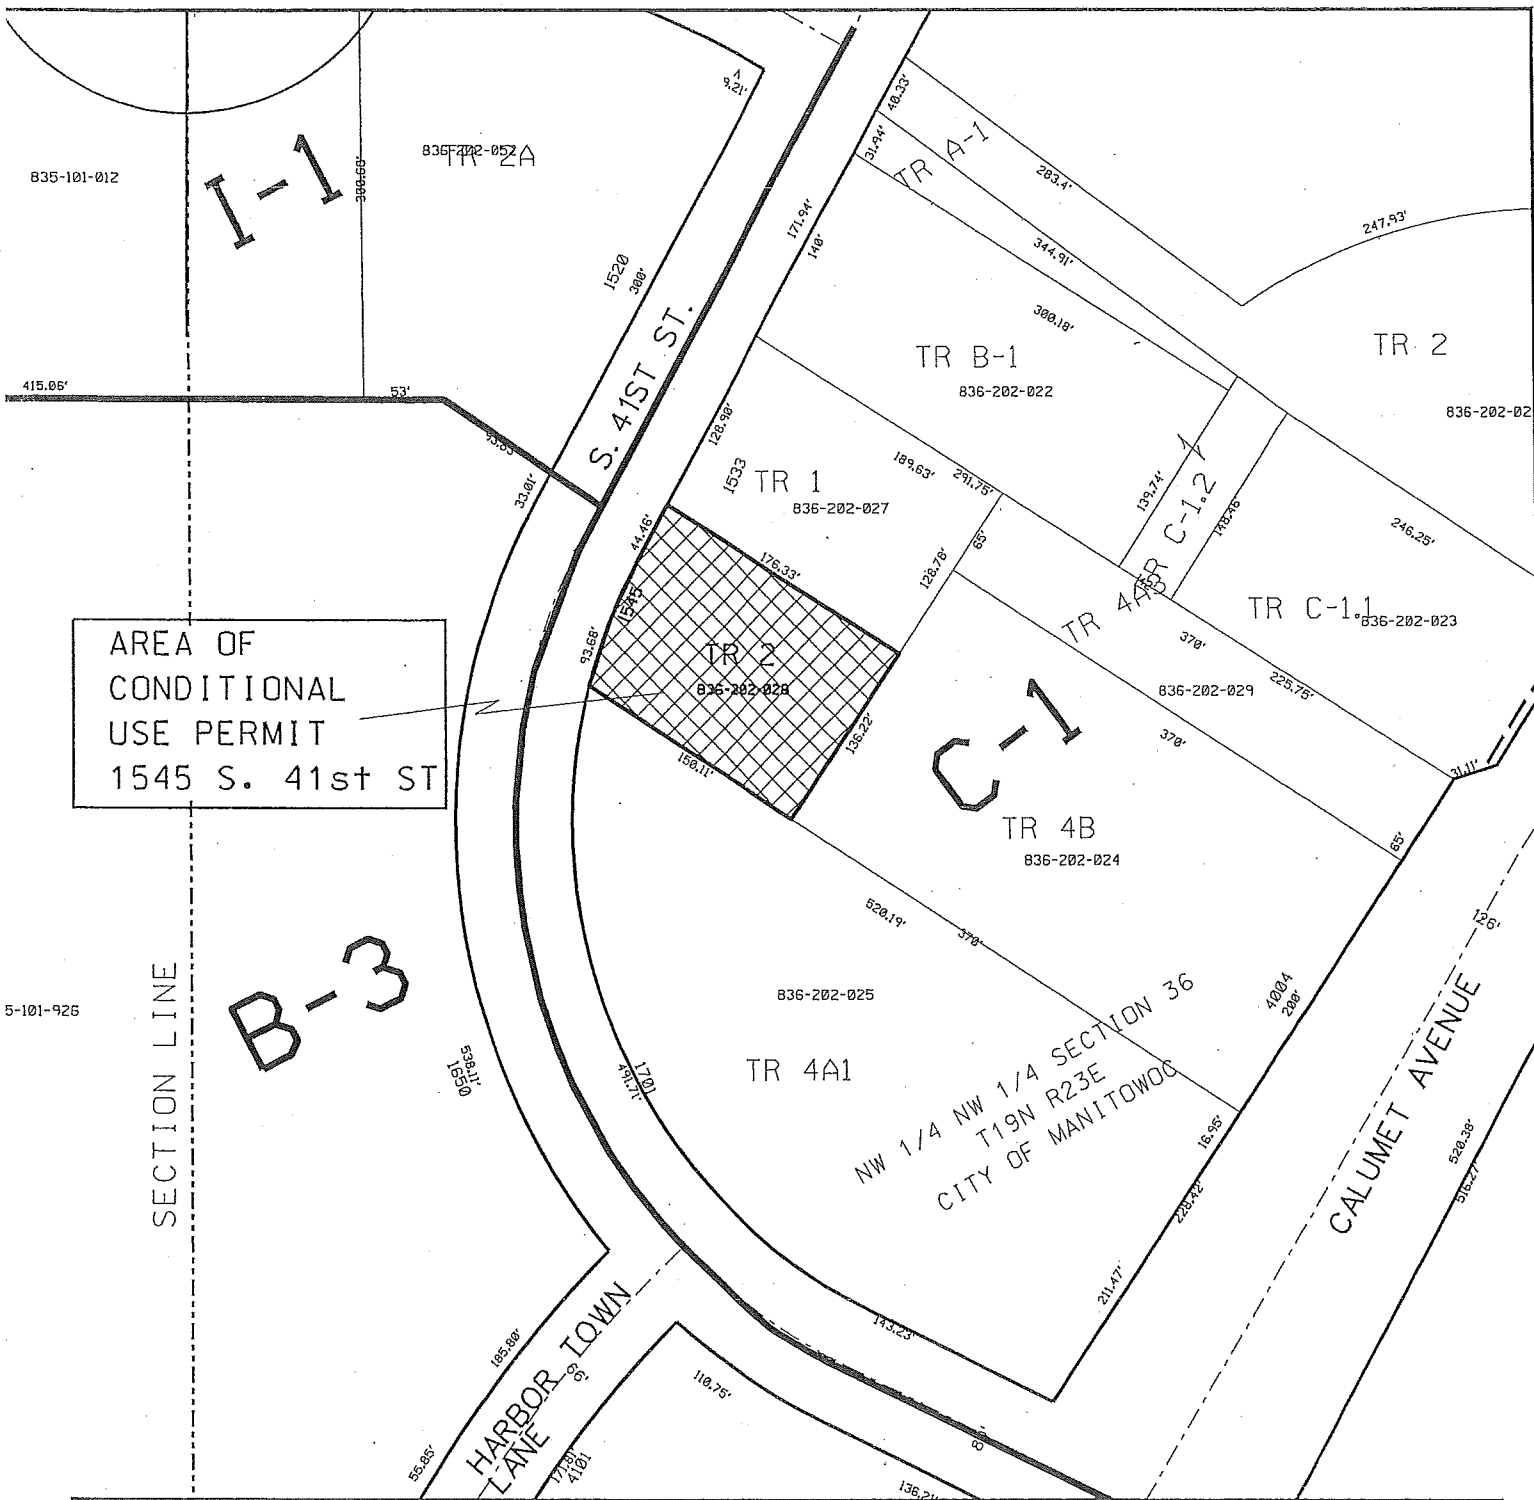 9.21'
40.33'
31.94'
TR A-1
283.4'
247.93'
835-101-012
I-1
300.60'
TR 2A
171.94'
140'
344.91'
300.18'
1520
300'
S. 41ST ST.
TR B-1
836-202-022
TR 2
836-202-02
415.06'
53'
93.83'
33.01'
128.90'
1533
TR 1
836-202-027
189.63'
291.75'
139.74'
148.46'
TR C-1.2
246.25'
44.46'
176.33'
128.78'
65'
TR C-1.1
836-202-023
370'
225.75'
836-202-029
AREA OF
CONDITIONAL
USE PERMIT
1545 S. 41st ST
1545
93.68'
TR 2
836-202-028
136.22'
150.11'
C-1
370'
31.11'
65'
TR 4B
836-202-024
520.19'
370'
126'
B-3
5-101-926
SECTION LINE
836-202-025
TR 4A1
4004
200'
NW 1/4 NW 1/4 SECTION 36
T19N R23E
CITY OF MANITOWOC
538.11'
1650
1701
491.71'
16.95'
228.42'
211.47'
CALUMET AVENUE
520.38'
516.27'
143.23'
185.80'
HARBOR TOWN
LANE
66'
110.75'
55.85'
171.81'
4101
136.21'